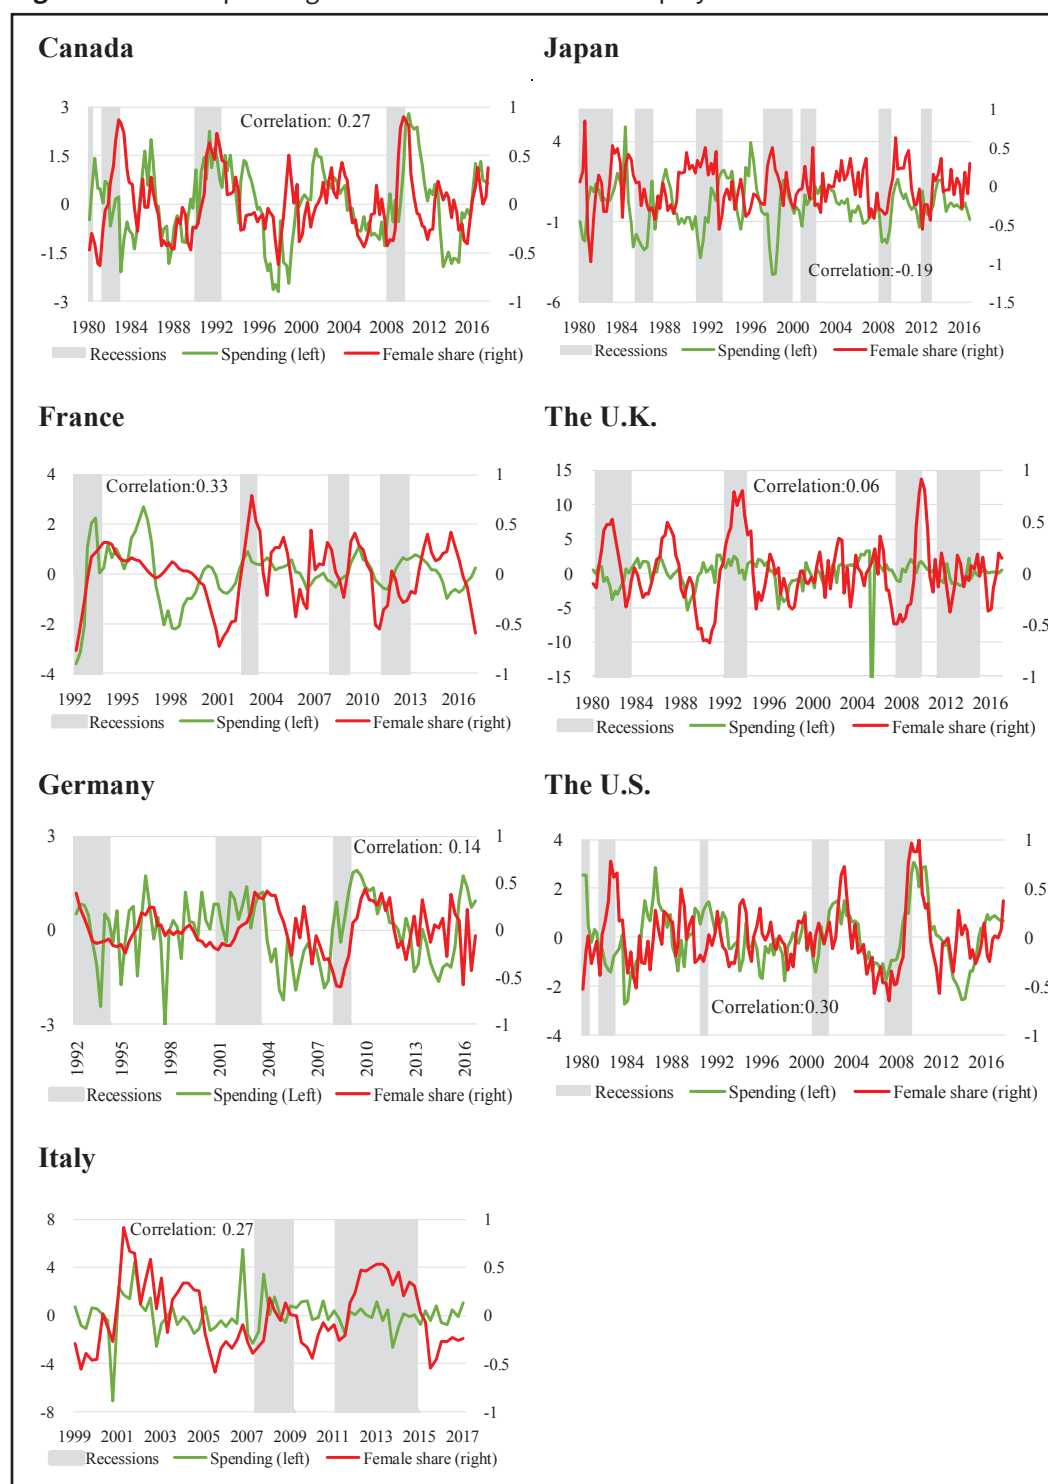 Canada
Correlation: 0.27
3
1.5
0
-1.5
-3
1
0.5
0
-0.5
-1
1980 1984 1988 1992 1996 2000 2004 2008 2012 2016
Recessions Spending (left) Female share (right)
Japan
4
-1
-6
1
0.5
0
-0.5
-1
-1.5
Correlation:-0.19
1980 1984 1988 1992 1996 2000 2004 2008 2012 2016
Recessions Spending (left) Female share (right)
France
Correlation:0.33
4
2
0
-2
-4
1
0.5
0
-0.5
-1
1992 1995 1998 2001 2004 2007 2010 2013 2016
Recessions Spending (left) Female share (right)
The U.K.
Correlation:0.06
15
10
5
0
-5
-10
-15
1
0.5
0
-0.5
-1
1980 1984 1988 1992 1996 2000 2004 2008 2012 2016
Recessions Spending (left) Female share (right)
Germany
Correlation: 0.14
3
0
-3
1
0.5
0
-0.5
-1
1992 1995 1998 2001 2004 2007 2010 2013 2016
Recessions Spending (Left) Female share (right)
The U.S.
4
2
0
-2
-4
1
0.5
0
-0.5
-1
Correlation:0.30
1980 1984 1988 1992 1996 2000 2004 2008 2012 2016
Recessions Spending (left) Female share (right)
Italy
Correlation: 0.27
8
4
0
-4
-8
1
0.5
0
-0.5
-1
1999 2001 2003 2005 2007 2009 2011 2013 2015 2017
Recessions Spending (left) Female share (right)